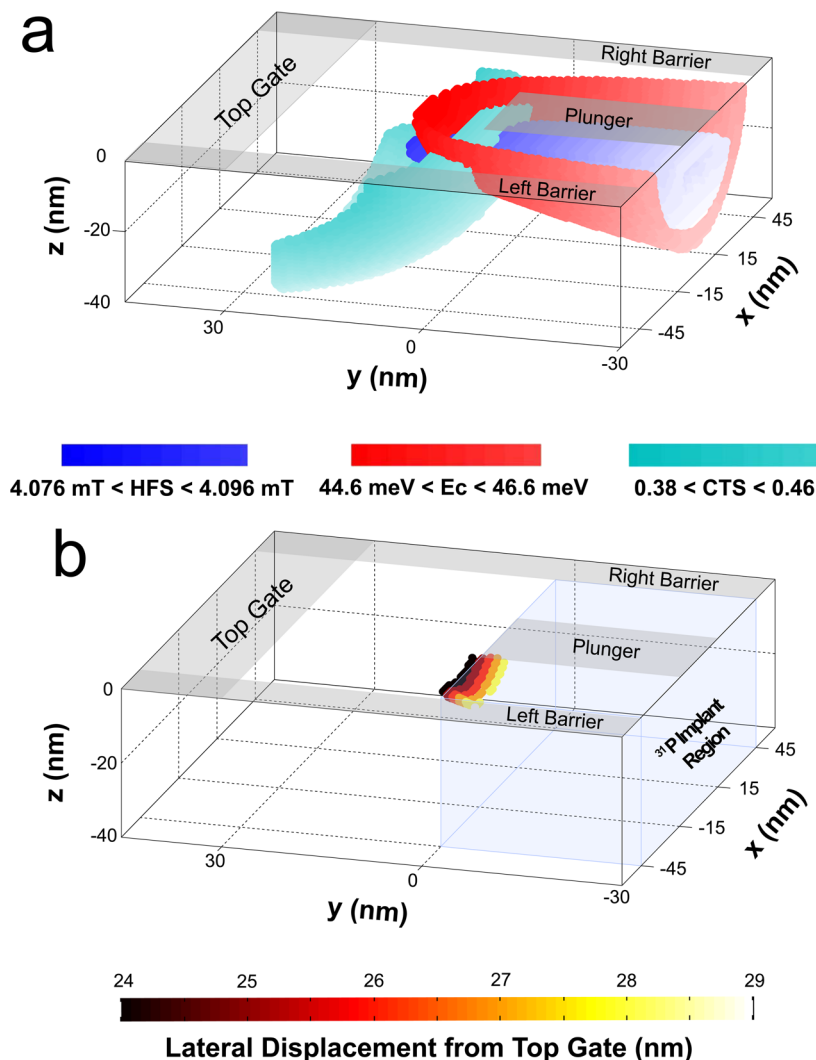 a
Right Barrier
Top Gate
Plunger
Left Barrier
0
-20
-40
z (nm)
30
0
-30
y (nm)
45
15
-15
-45
x (nm)
4.076 mT < HFS < 4.096 mT
44.6 meV < Ec < 46.6 meV
0.38 < CTS < 0.46
b
Right Barrier
Top Gate
Plunger
Left Barrier
31P Implant
Region
0
-20
-40
z (nm)
30
0
-30
y (nm)
45
15
-15
-45
x (nm)
24 25 26 27 28 29
Lateral Displacement from Top Gate (nm)